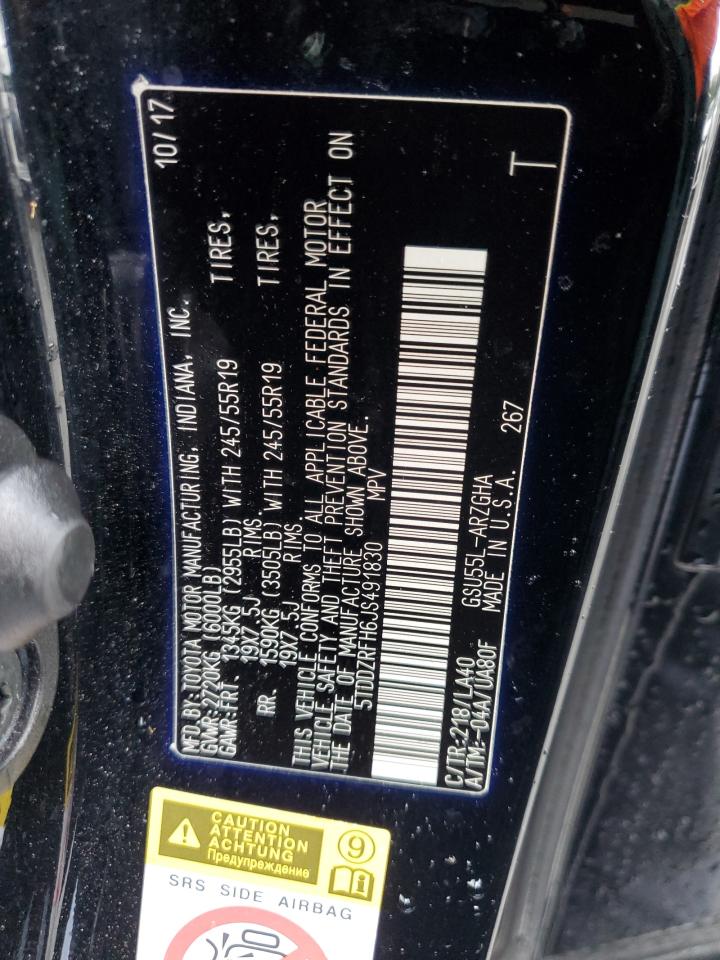 MFD. BY: TOYOTA MOTOR MANUFACTURING, INDIANA, INC. 10/17
GVWR: 2720KG (6000LB)
GAWR: FRT. 1345KG (2955LB) WITH 245/55R19 TIRES,
19X7.5J RIMS.
RR. 1590KG (3505LB) WITH 245/55R19 TIRES,
19X7.5J RIMS.
THIS VEHICLE CONFORMS TO ALL APPLICABLE FEDERAL MOTOR
VEHICLE SAFETY AND THEFT PREVENTION STANDARDS IN EFFECT ON
THE DATE OF MANUFACTURE SHOWN ABOVE.
5TDDZRFH6JS491830 MPV
C/TR:218/LA40 GSU55L-ARZGHA
A/TM:-04A/UA80F MADE IN U.S.A. 267
T
CAUTION
ATTENTION
ACHTUNG
Предупреждение
9
SRS SIDE AIRBAG